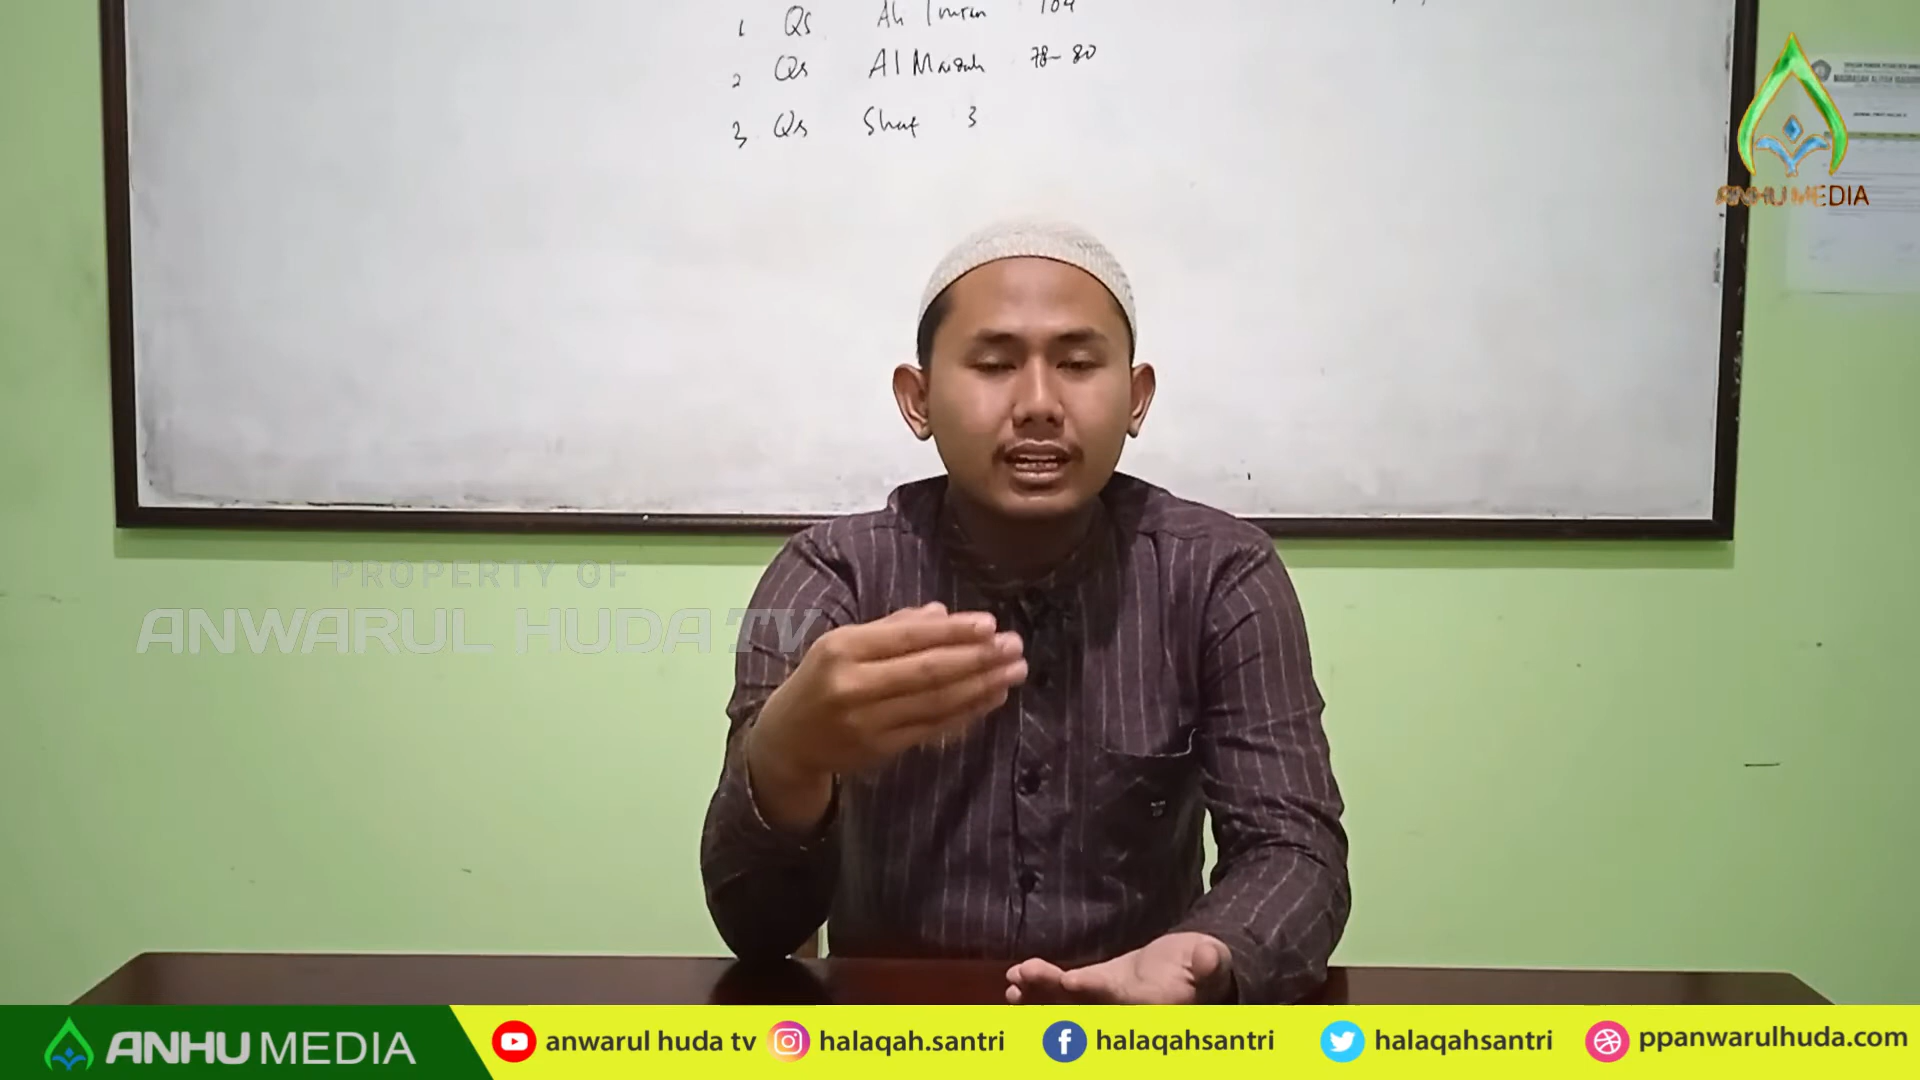 1 Qs Ali Imran 104
2 Qs Al Maidah 78-80
3. Qs Shaf 3
ANHU MEDIA
PROPERTY OF
ANWARUL HUDA TV
ANHU MEDIA
anwarul huda tv
halaqah.santri
halaqahsantri
halaqahsantri
ppanwarulhuda.com